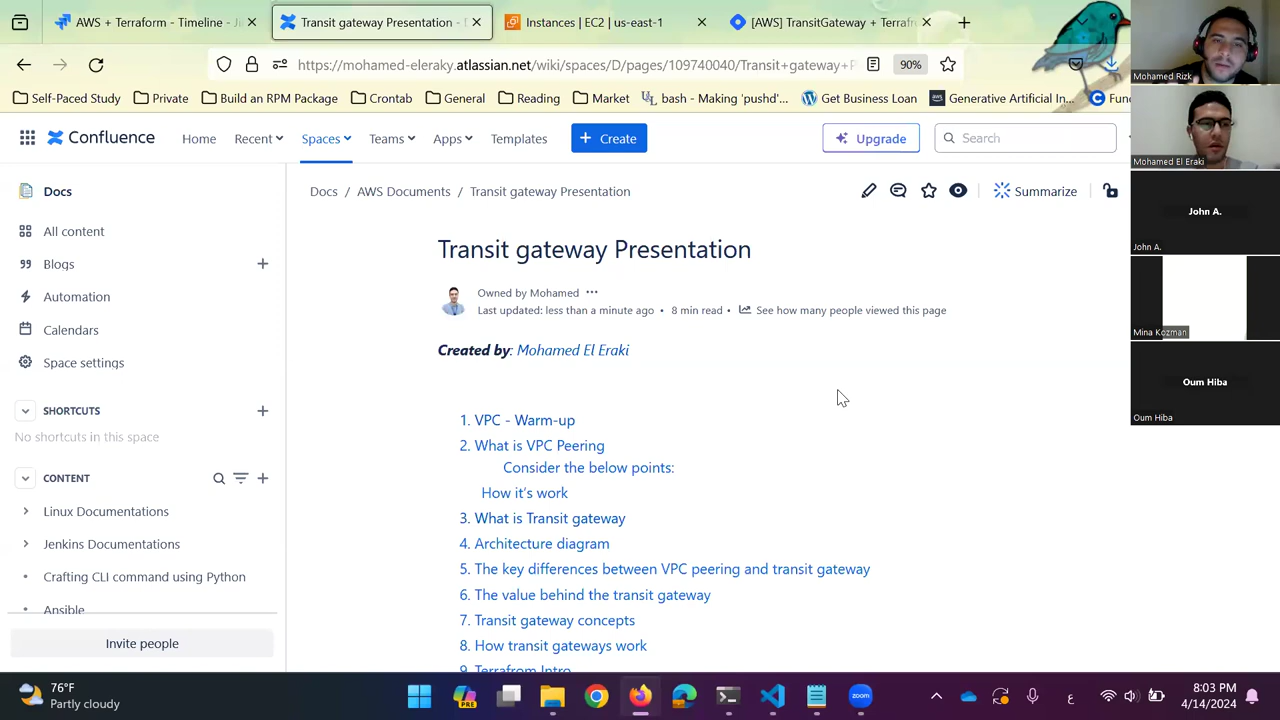 AWS + Terraform - Timeline - J
Transit gateway Presentation -
Instances | EC2 | us-east-1
[AWS] TransitGateway + Terraf
https://mohamed-eleraky.atlassian.net/wiki/spaces/D/pages/109740040/Transit+gateway+P
90%
Self-Paced Study
Private
Build an RPM Package
Crontab
General
Reading
Market
bash - Making 'pushd'...
Get Business Loan
Generative Artificial In...
Fun
Confluence
Home
Recent
Spaces
Teams
Apps
Templates
+ Create
Upgrade
Search
Docs
All content
Blogs
Automation
Calendars
Space settings
SHORTCUTS
No shortcuts in this space
CONTENT
Linux Documentations
Jenkins Documentations
Crafting CLI command using Python
Ansible
Invite people
Docs / AWS Documents / Transit gateway Presentation
Summarize
Transit gateway Presentation
Owned by Mohamed •••
Last updated: less than a minute ago • 8 min read • See how many people viewed this page
Created by: Mohamed El Eraki
1. VPC - Warm-up
2. What is VPC Peering
Consider the below points:
How it's work
3. What is Transit gateway
4. Architecture diagram
5. The key differences between VPC peering and transit gateway
6. The value behind the transit gateway
7. Transit gateway concepts
8. How transit gateways work
9. Terrafrom Intro
Mohamed Rizk
Mohamed El Eraki
John A.
John A.
Mina Kozman
Oum Hiba
Oum Hiba
76°F
Partly cloudy
PRE
zoom
ع
8:03 PM
4/14/2024